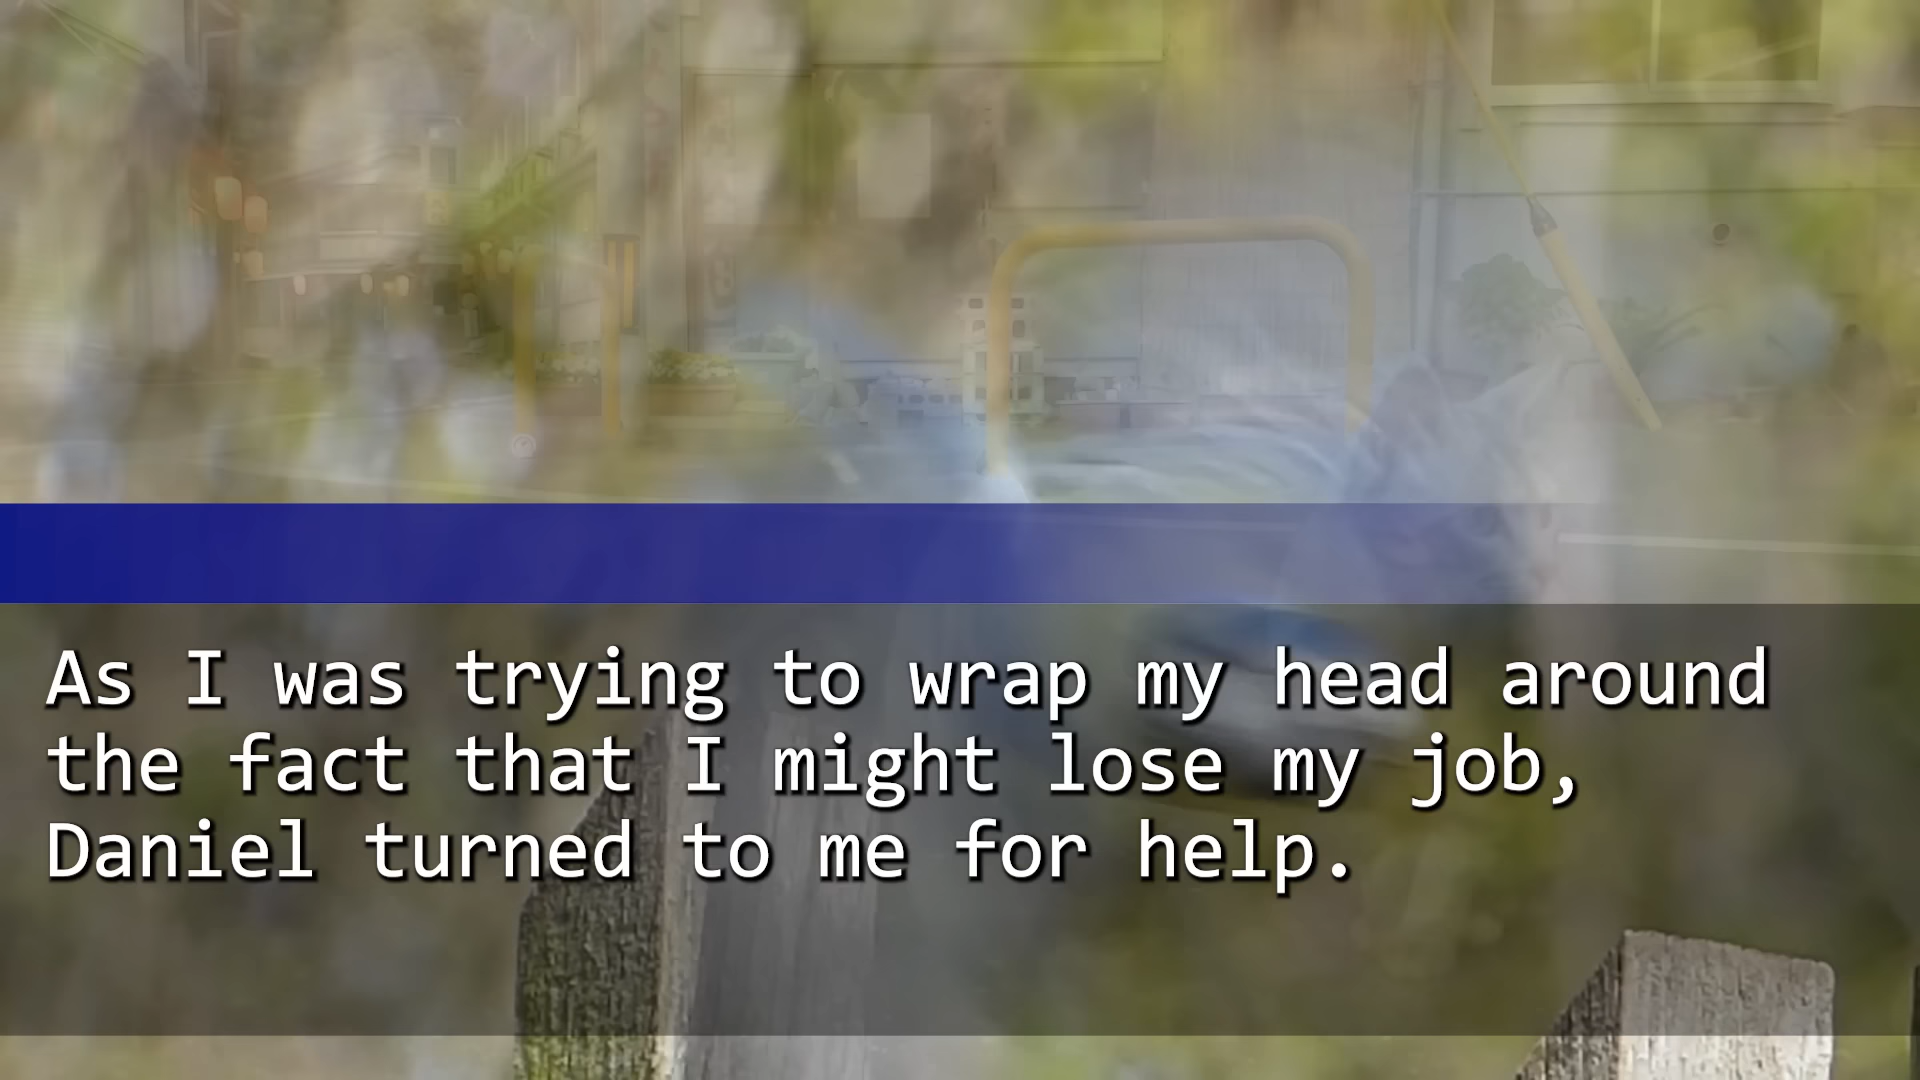 As I was trying to wrap my head around
the fact that I might lose my job,
Daniel turned to me for help.